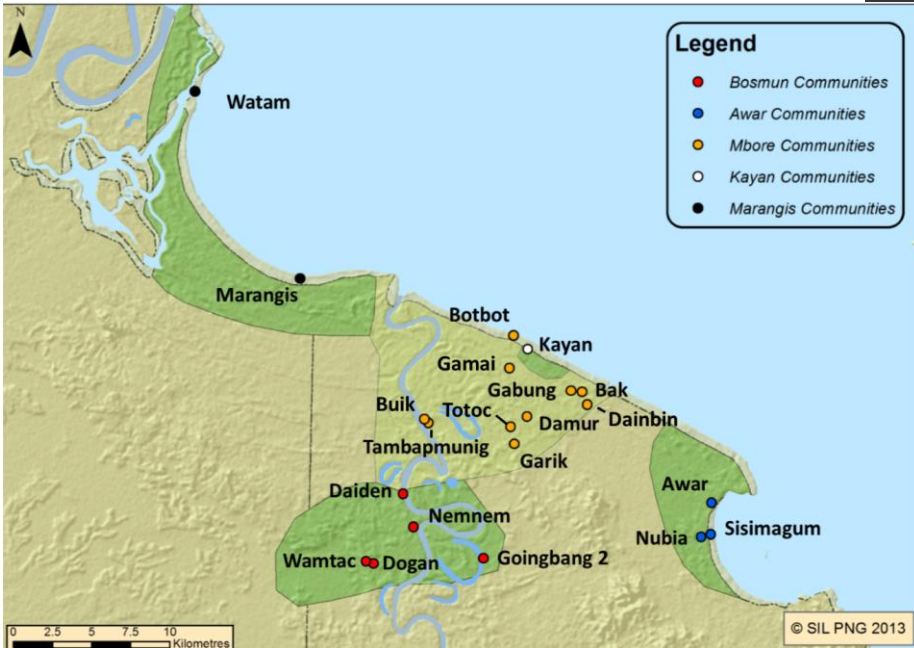 N
Watam
Legend
Bosmun Communities
Awar Communities
Mbore Communities
Kayan Communities
Marangis Communities
Marangis
Botbot
Kayan
Gamai
Gabung
Bak
Buik
Totoc
Damur
Dainbin
Tambapmunig
Garik
Daiden
Awar
Nemnem
Nubia
Sisimagum
Wamtac
Dogan
Goingbang 2
0 2.5 5 7.5 10
Kilometres
© SIL PNG 2013